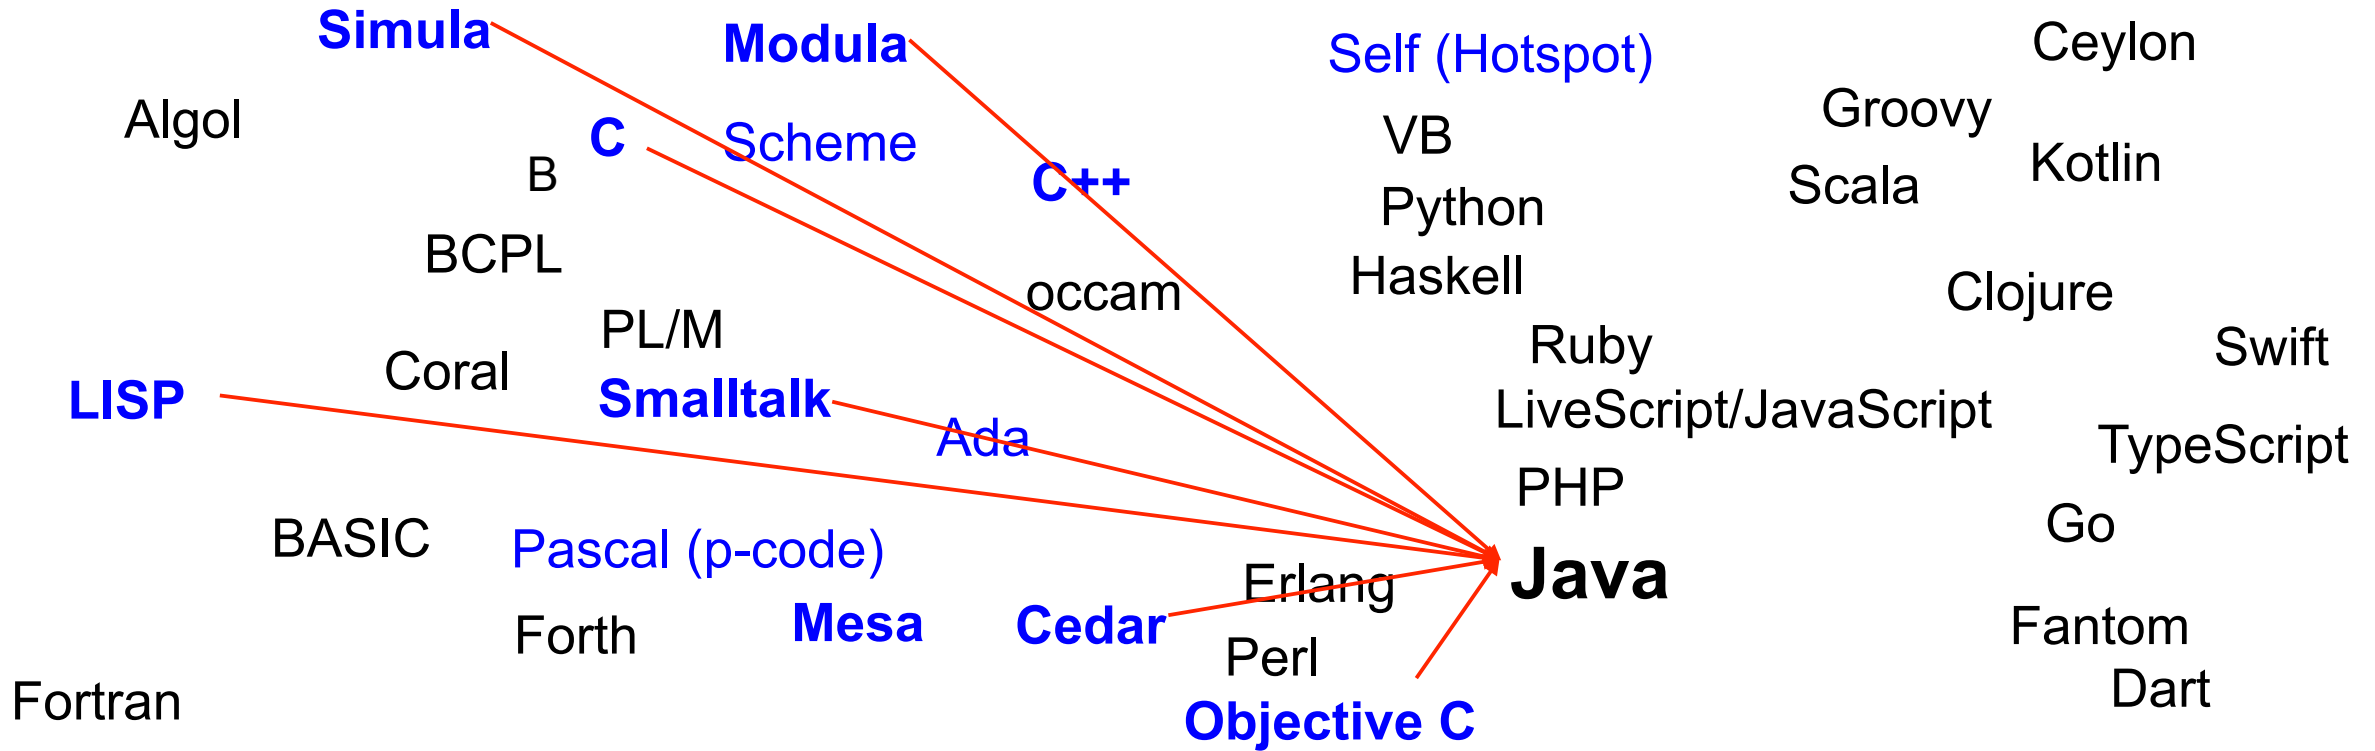 Simula
Modula
Self (Hotspot)
Ceylon
Algol
C
Scheme
VB
Groovy
B
C++
Python
Scala
Kotlin
BCPL
occam
Haskell
Clojure
PL/M
Ruby
Swift
Coral
LISP
Smalltalk
Ada
LiveScript/JavaScript
TypeScript
PHP
BASIC
Pascal (p-code)
Go
Erlang
Java
Forth
Mesa
Cedar
Perl
Fantom
Fortran
Objective C
Dart